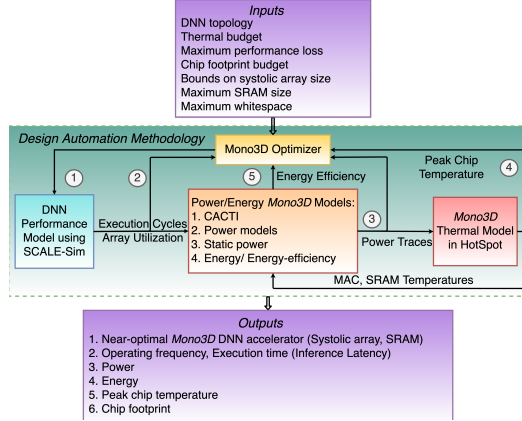 Inputs
DNN topology
Thermal budget
Maximum performance loss
Chip footprint budget
Bounds on systolic array size
Maximum SRAM size
Maximum whitespace
Design Automation Methodology
Mono3D Optimizer
1
2
5
Energy Efficiency
4
Peak Chip
Temperature
DNN
Performance
Model using
SCALE-Sim
Execution Cycles
Array Utilization
Power/Energy Mono3D Models:
1. CACTI
2. Power models
3. Static power
4. Energy/ Energy-efficiency
3
Power Traces
Mono3D
Thermal Model
in HotSpot
MAC, SRAM Temperatures
Outputs
1. Near-optimal Mono3D DNN accelerator (Systolic array, SRAM)
2. Operating frequency, Execution time (Inference Latency)
3. Power
4. Energy
5. Peak chip temperature
6. Chip footprint